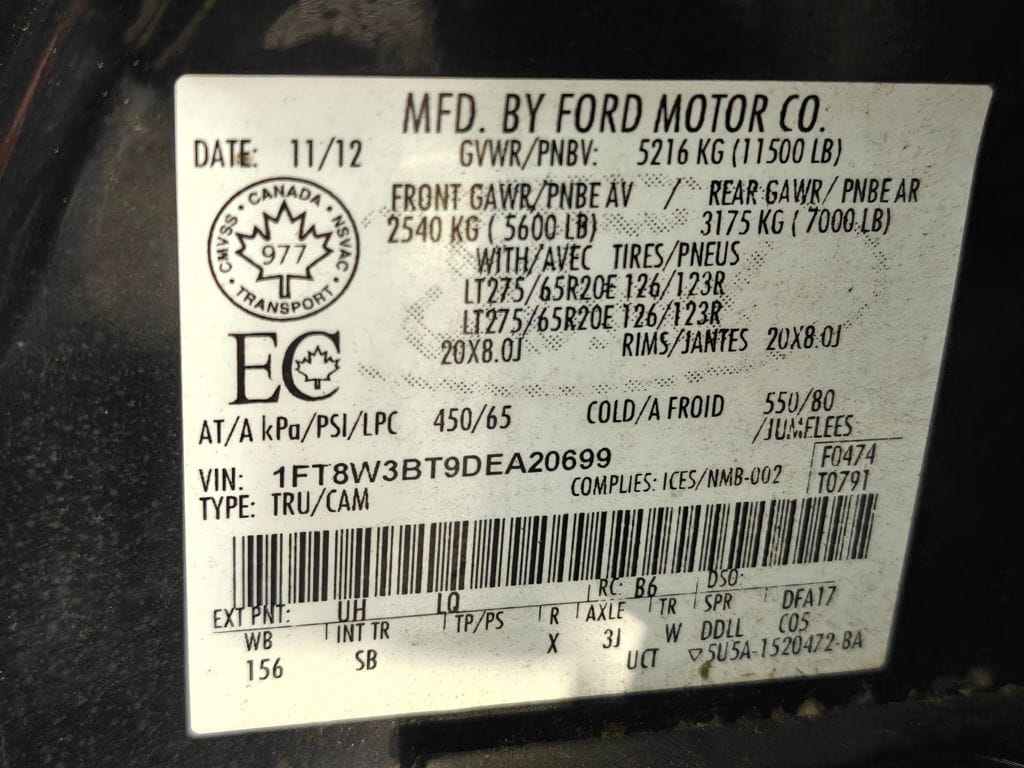 MFD. BY FORD MOTOR CO.
DATE: 11/12 GVWR/PNBV: 5216 KG (11500 LB)
FRONT GAWR/PNBE AV / REAR GAWR/ PNBE AR
2540 KG ( 5600 LB) 3175 KG ( 7000 LB)
CMVSS • CANADA • NSVAC • TRANSPORT •
977
WITH/AVEC TIRES/PNEUS
LT275/65R20E 126/123R
LT275/65R20E 126/123R
20X8.0J RIMS/JANTES 20X8.0J
EC
AT/A kPa/PSI/LPC 450/65 COLD/A FROID 550/80
/JUMELEES
VIN: 1FT8W3BT9DEA20699 F0474
TYPE: TRU/CAM COMPLIES: ICES/NMB-002 T0791
EXT PNT: UH LQ RC: B6 DSO:
WB INT TR TP/PS R AXLE TR SPR DFA17
156 SB X 3J W DDLL C05
UCT ▽5U5A-1520472-BA